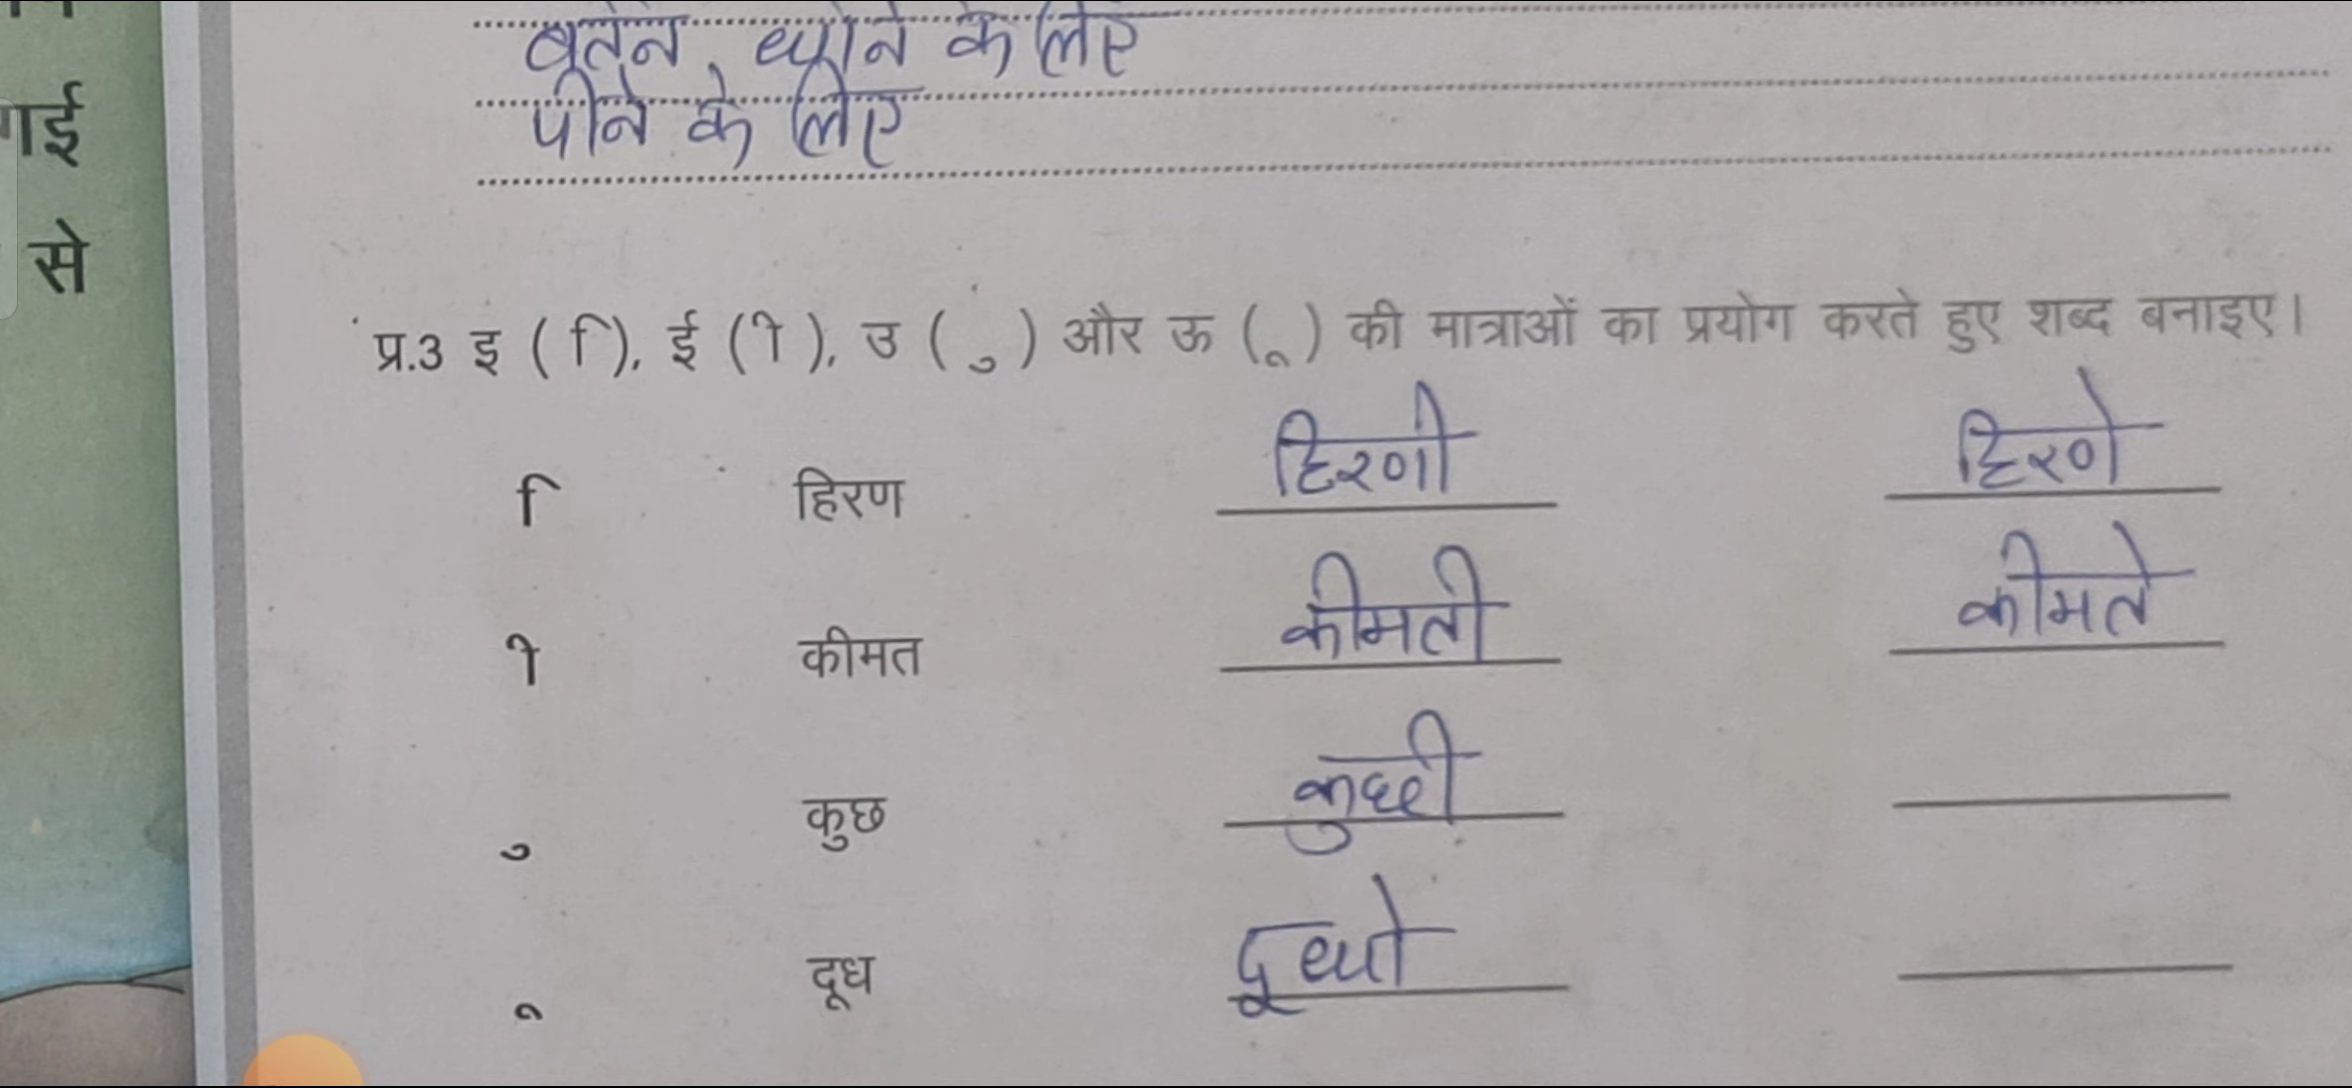 बर्तन धोने के लिए
पीने के लिए
गई
से
प्र.3 इ ( ि ), ई ( ी ), उ ( ु ) और ऊ ( ू ) की मात्राओं का प्रयोग करते हुए शब्द बनाइए।
ि हिरण हिरणी हिरणे
ी कीमत कीमती कीमते
ु कुछ कुछी
ू दूध दूधो